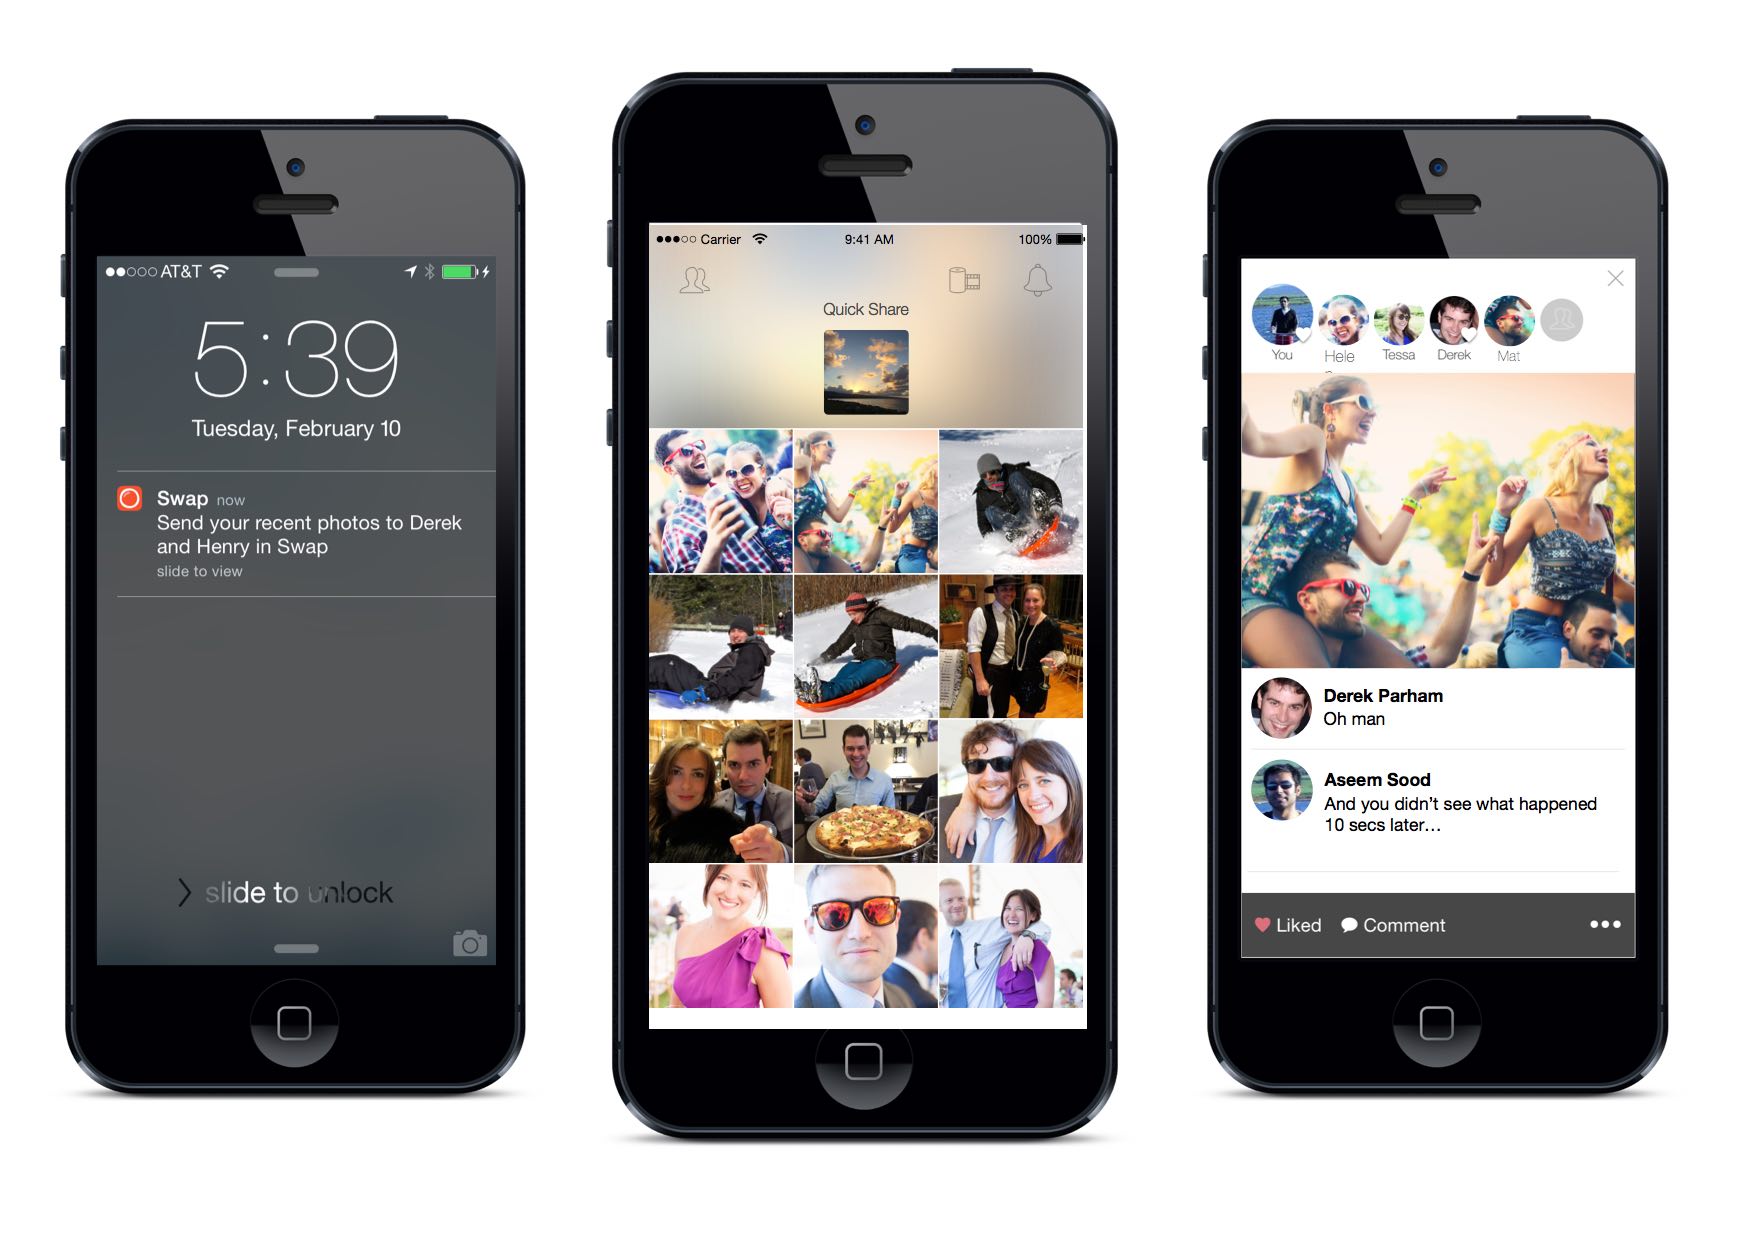 AT&T
5:39
Tuesday, February 10
Swap now
Send your recent photos to Derek
and Henry in Swap
slide to view
slide to unlock
Carrier 9:41 AM 100%
Quick Share
You Hele Tessa Derek Mat
Derek Parham
Oh man
Aseem Sood
And you didn't see what happened
10 secs later...
Liked Comment